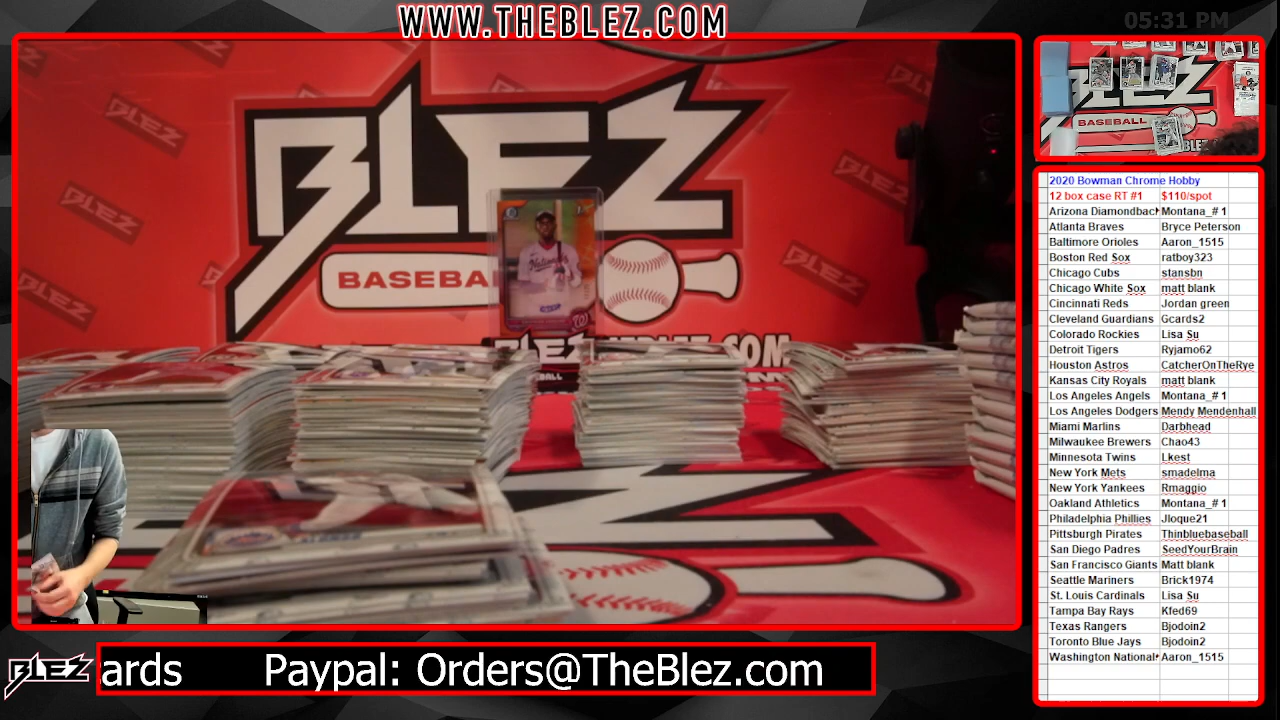 WWW.THEBLEZ.COM
05:31 PM
BLEZ
BASEBALL
Nationals
BLEZ
BASEBALL
2020 Bowman Chrome Hobby
12 box case RT #1 $110/spot
Arizona Diamondback Montana_# 1
Atlanta Braves Bryce Peterson
Baltimore Orioles Aaron_1515
Boston Red Sox ratboy323
Chicago Cubs stansbn
Chicago White Sox matt blank
Cincinnati Reds Jordan green
Cleveland Guardians Gcards2
Colorado Rockies Lisa Su
Detroit Tigers Ryjamo62
Houston Astros CatcherOnTheRye
Kansas City Royals matt blank
Los Angeles Angels Montana_# 1
Los Angeles Dodgers Mendy Mendenhall
Miami Marlins Darbhead
Milwaukee Brewers Chao43
Minnesota Twins Lkest
New York Mets smadelma
New York Yankees Rmaggio
Oakland Athletics Montana_# 1
Philadelphia Phillies Jloque21
Pittsburgh Pirates Thinbluebaseball
San Diego Padres SeedYourBrain
San Francisco Giants Matt blank
Seattle Mariners Brick1974
St. Louis Cardinals Lisa Su
Tampa Bay Rays Kfed69
Texas Rangers Bjodoin2
Toronto Blue Jays Bjodoin2
Washington National Aaron_1515
BLEZ
ards Paypal: Orders@TheBlez.com